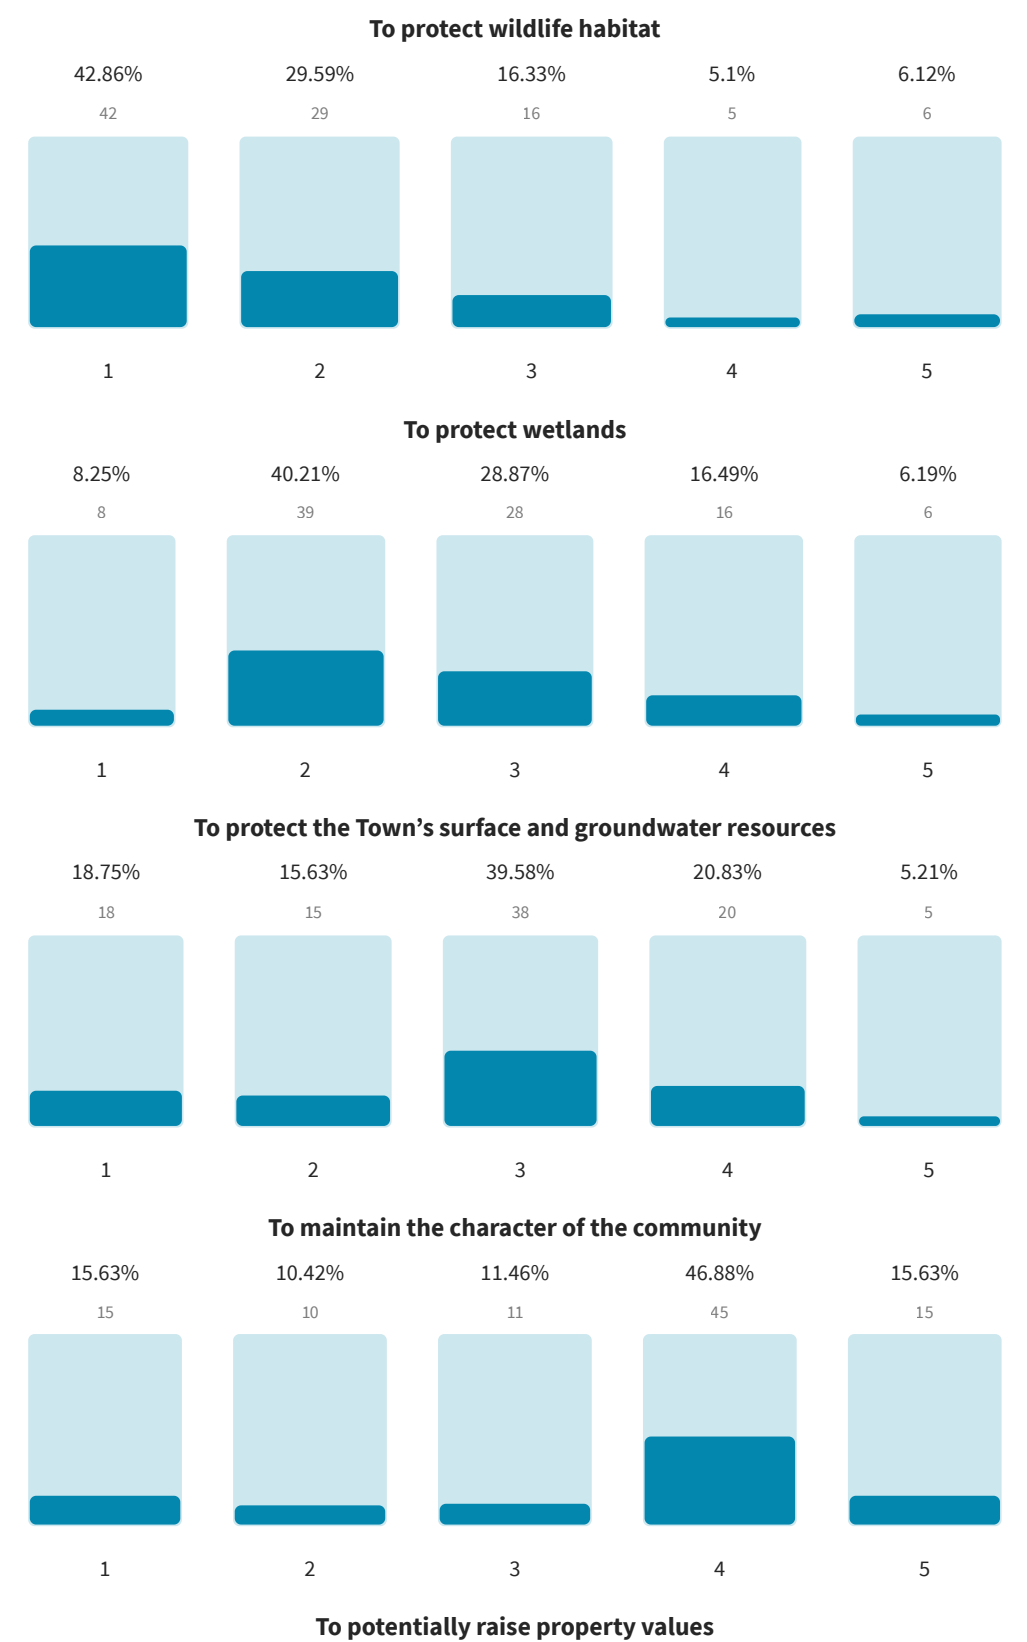 To protect wildlife habitat
42.86% 29.59% 16.33% 5.1% 6.12%
42 29 16 5 6
1 2 3 4 5
To protect wetlands
8.25% 40.21% 28.87% 16.49% 6.19%
8 39 28 16 6
1 2 3 4 5
To protect the Town’s surface and groundwater resources
18.75% 15.63% 39.58% 20.83% 5.21%
18 15 38 20 5
1 2 3 4 5
To maintain the character of the community
15.63% 10.42% 11.46% 46.88% 15.63%
15 10 11 45 15
1 2 3 4 5
To potentially raise property values